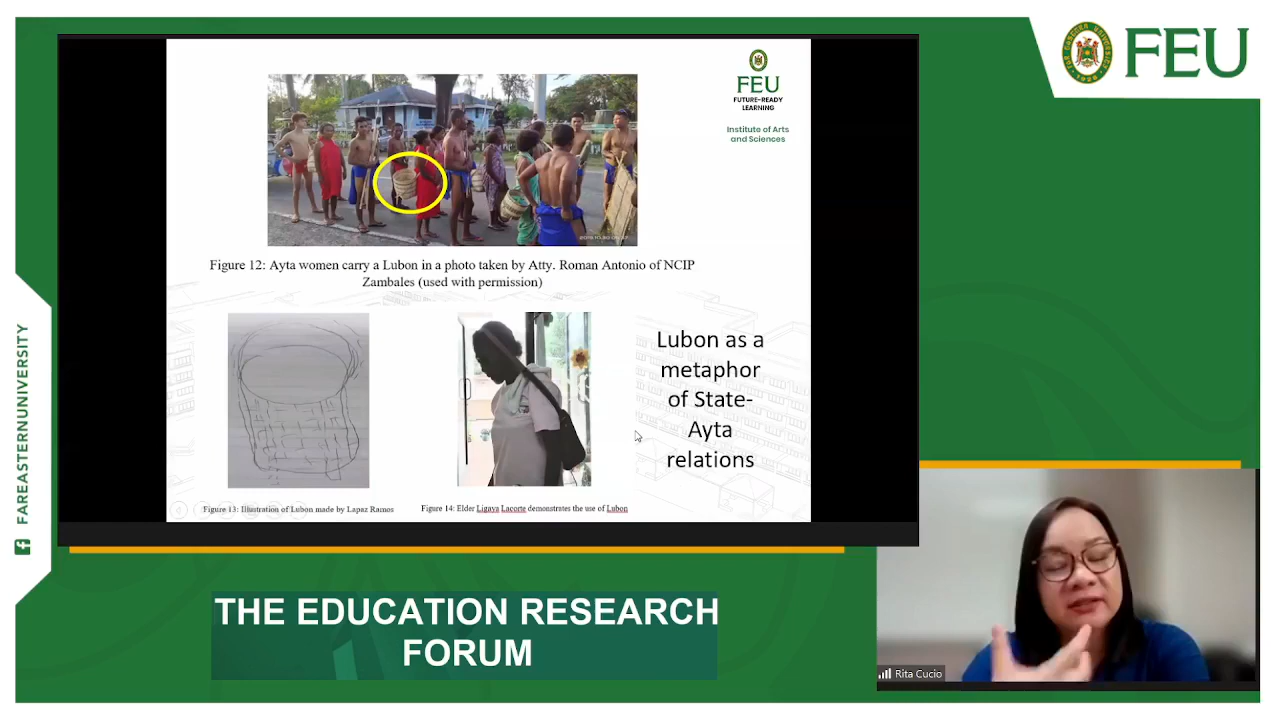 FEU
FEU
FUTURE-READY
LEARNING
Institute of Arts
and Sciences
Figure 12: Ayta women carry a Lubon in a photo taken by Atty. Roman Antonio of NCIP
Zambales (used with permission)
Lubon as a
metaphor
of State-
Ayta
relations
Figure 13: Illustration of Lubon made by Lapaz Ramos
Figure 14: Elder Ligaya Lacorte demonstrates the use of Lubon
FAREASTERNUNIVERSITY
THE EDUCATION RESEARCH
FORUM
Rita Cucio